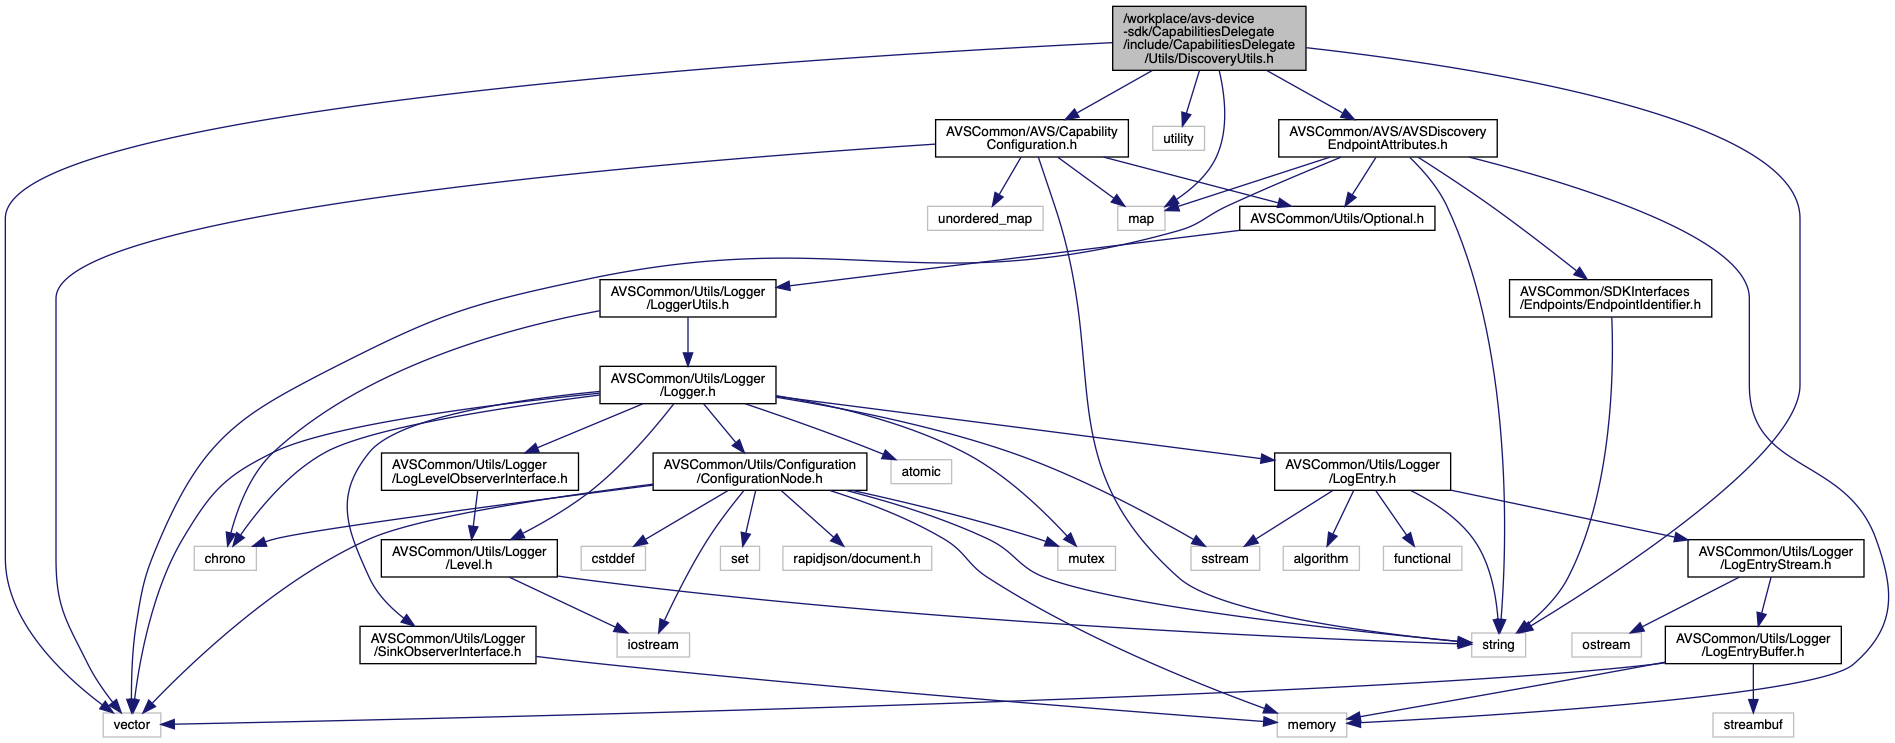 /workplace/avs-device
-sdk/CapabilitiesDelegate
/include/CapabilitiesDelegate
/Utils/DiscoveryUtils.h
AVSCommon/AVS/Capability
Configuration.h
utility
AVSCommon/AVS/AVSDiscovery
EndpointAttributes.h
unordered_map
map
AVSCommon/Utils/Optional.h
AVSCommon/Utils/Logger
/LoggerUtils.h
AVSCommon/SDKInterfaces
/Endpoints/EndpointIdentifier.h
AVSCommon/Utils/Logger
/Logger.h
AVSCommon/Utils/Logger
/LogLevelObserverInterface.h
AVSCommon/Utils/Configuration
/ConfigurationNode.h
atomic
AVSCommon/Utils/Logger
/LogEntry.h
chrono
AVSCommon/Utils/Logger
/Level.h
cstddef
set
rapidjson/document.h
mutex
sstream
algorithm
functional
AVSCommon/Utils/Logger
/LogEntryStream.h
AVSCommon/Utils/Logger
/SinkObserverInterface.h
iostream
string
ostream
AVSCommon/Utils/Logger
/LogEntryBuffer.h
vector
memory
streambuf